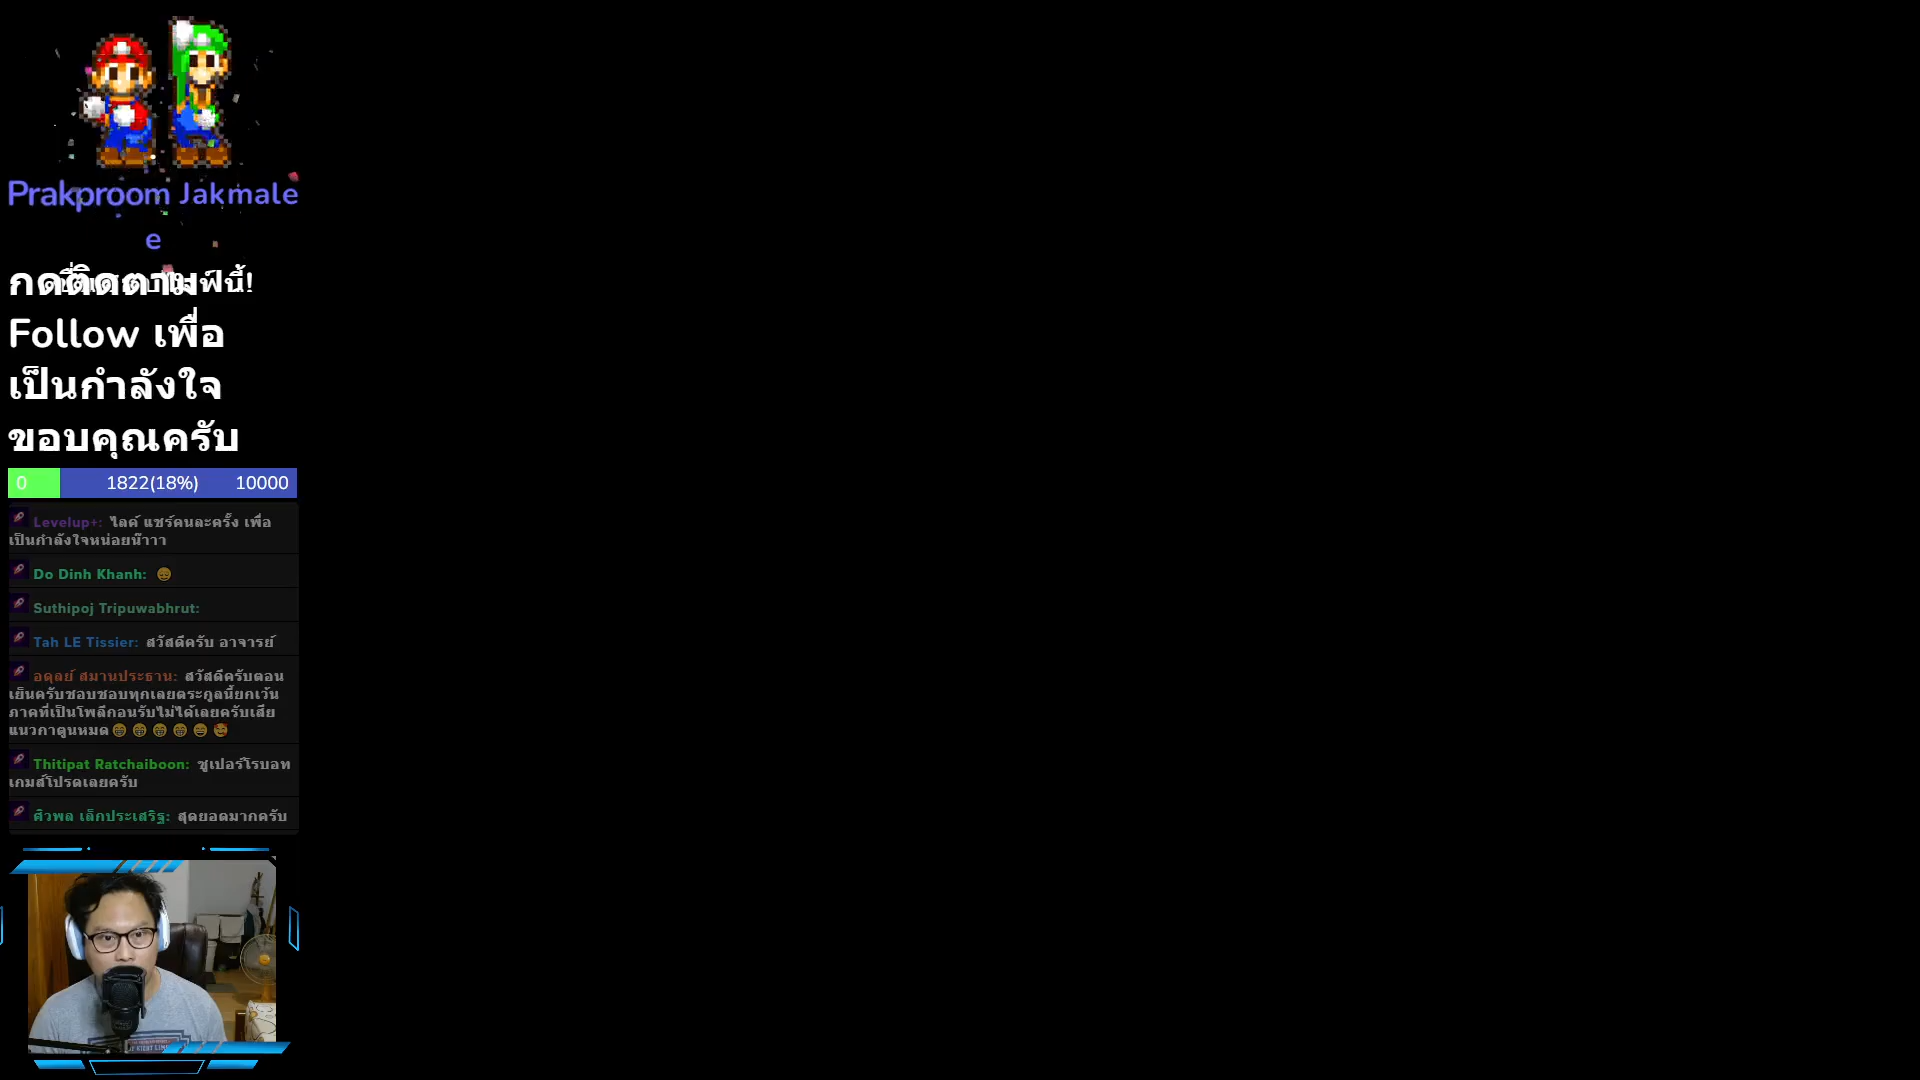 Prakproom Jakmale
e
กดติดตาม
Follow เพื่อ
เป็นกำลังใจ
ขอบคุณครับ
0 1822(18%) 10000
Levelup+: ไลค์ แชร์คนละครั้ง เพื่อ
เป็นกำลังใจหน่อยน๊าาา
Do Dinh Khanh: 😑
Suthipoj Tripuwabhrut:
Tah LE Tissier: สวัสดีครับ อาจารย์
อดุลย์ สมานประธาน: สวัสดีครับตอน
เย็นครับชอบชอบทุกเลยตระกูลนี้ยกเว้น
ภาคที่เป็นโพลีกอนรับไม่ได้เลยครับเสีย
แนวกาตูนหมด
Thitipat Ratchaiboon: ซูเปอร์โรบอท
เกมส์โปรดเลยครับ
ศิวพล เล็กประเสริฐ: สุดยอดมากครับ